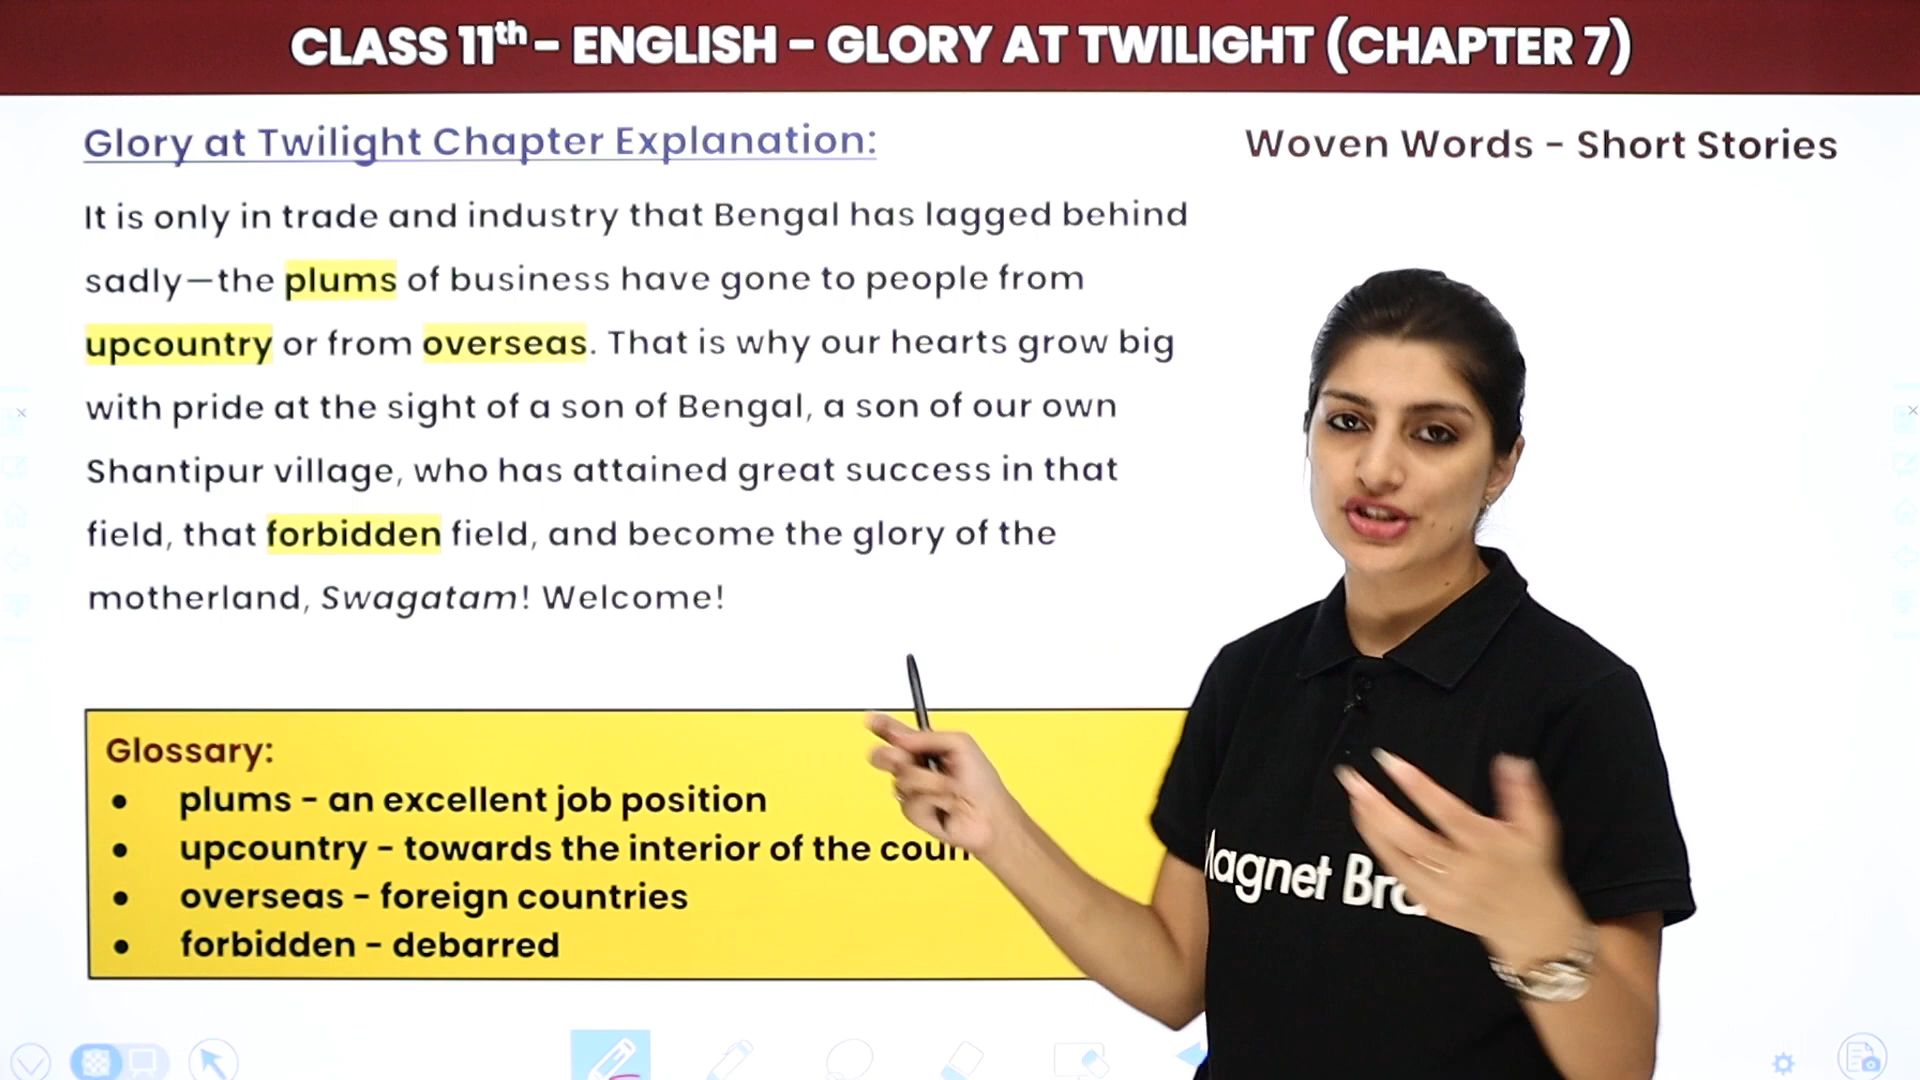 CLASS 11th - ENGLISH - GLORY AT TWILIGHT (CHAPTER 7)
Glory at Twilight Chapter Explanation:
Woven Words - Short Stories
It is only in trade and industry that Bengal has lagged behind
sadly—the plums of business have gone to people from
upcountry or from overseas. That is why our hearts grow big
with pride at the sight of a son of Bengal, a son of our own
Shantipur village, who has attained great success in that
field, that forbidden field, and become the glory of the
motherland, Swagatam! Welcome!
Glossary:
● plums - an excellent job position
● upcountry - towards the interior of the
● overseas - foreign countries
● forbidden - debarred
Magnet